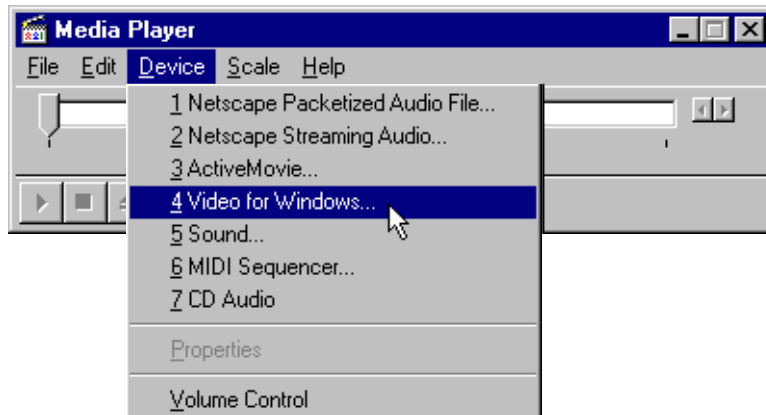 Media Player
File Edit Device Scale Help
1 Netscape Packetized Audio File...
2 Netscape Streaming Audio...
3 ActiveMovie...
4 Video for Windows...
5 Sound...
6 MIDI Sequencer...
7 CD Audio
Properties
Volume Control